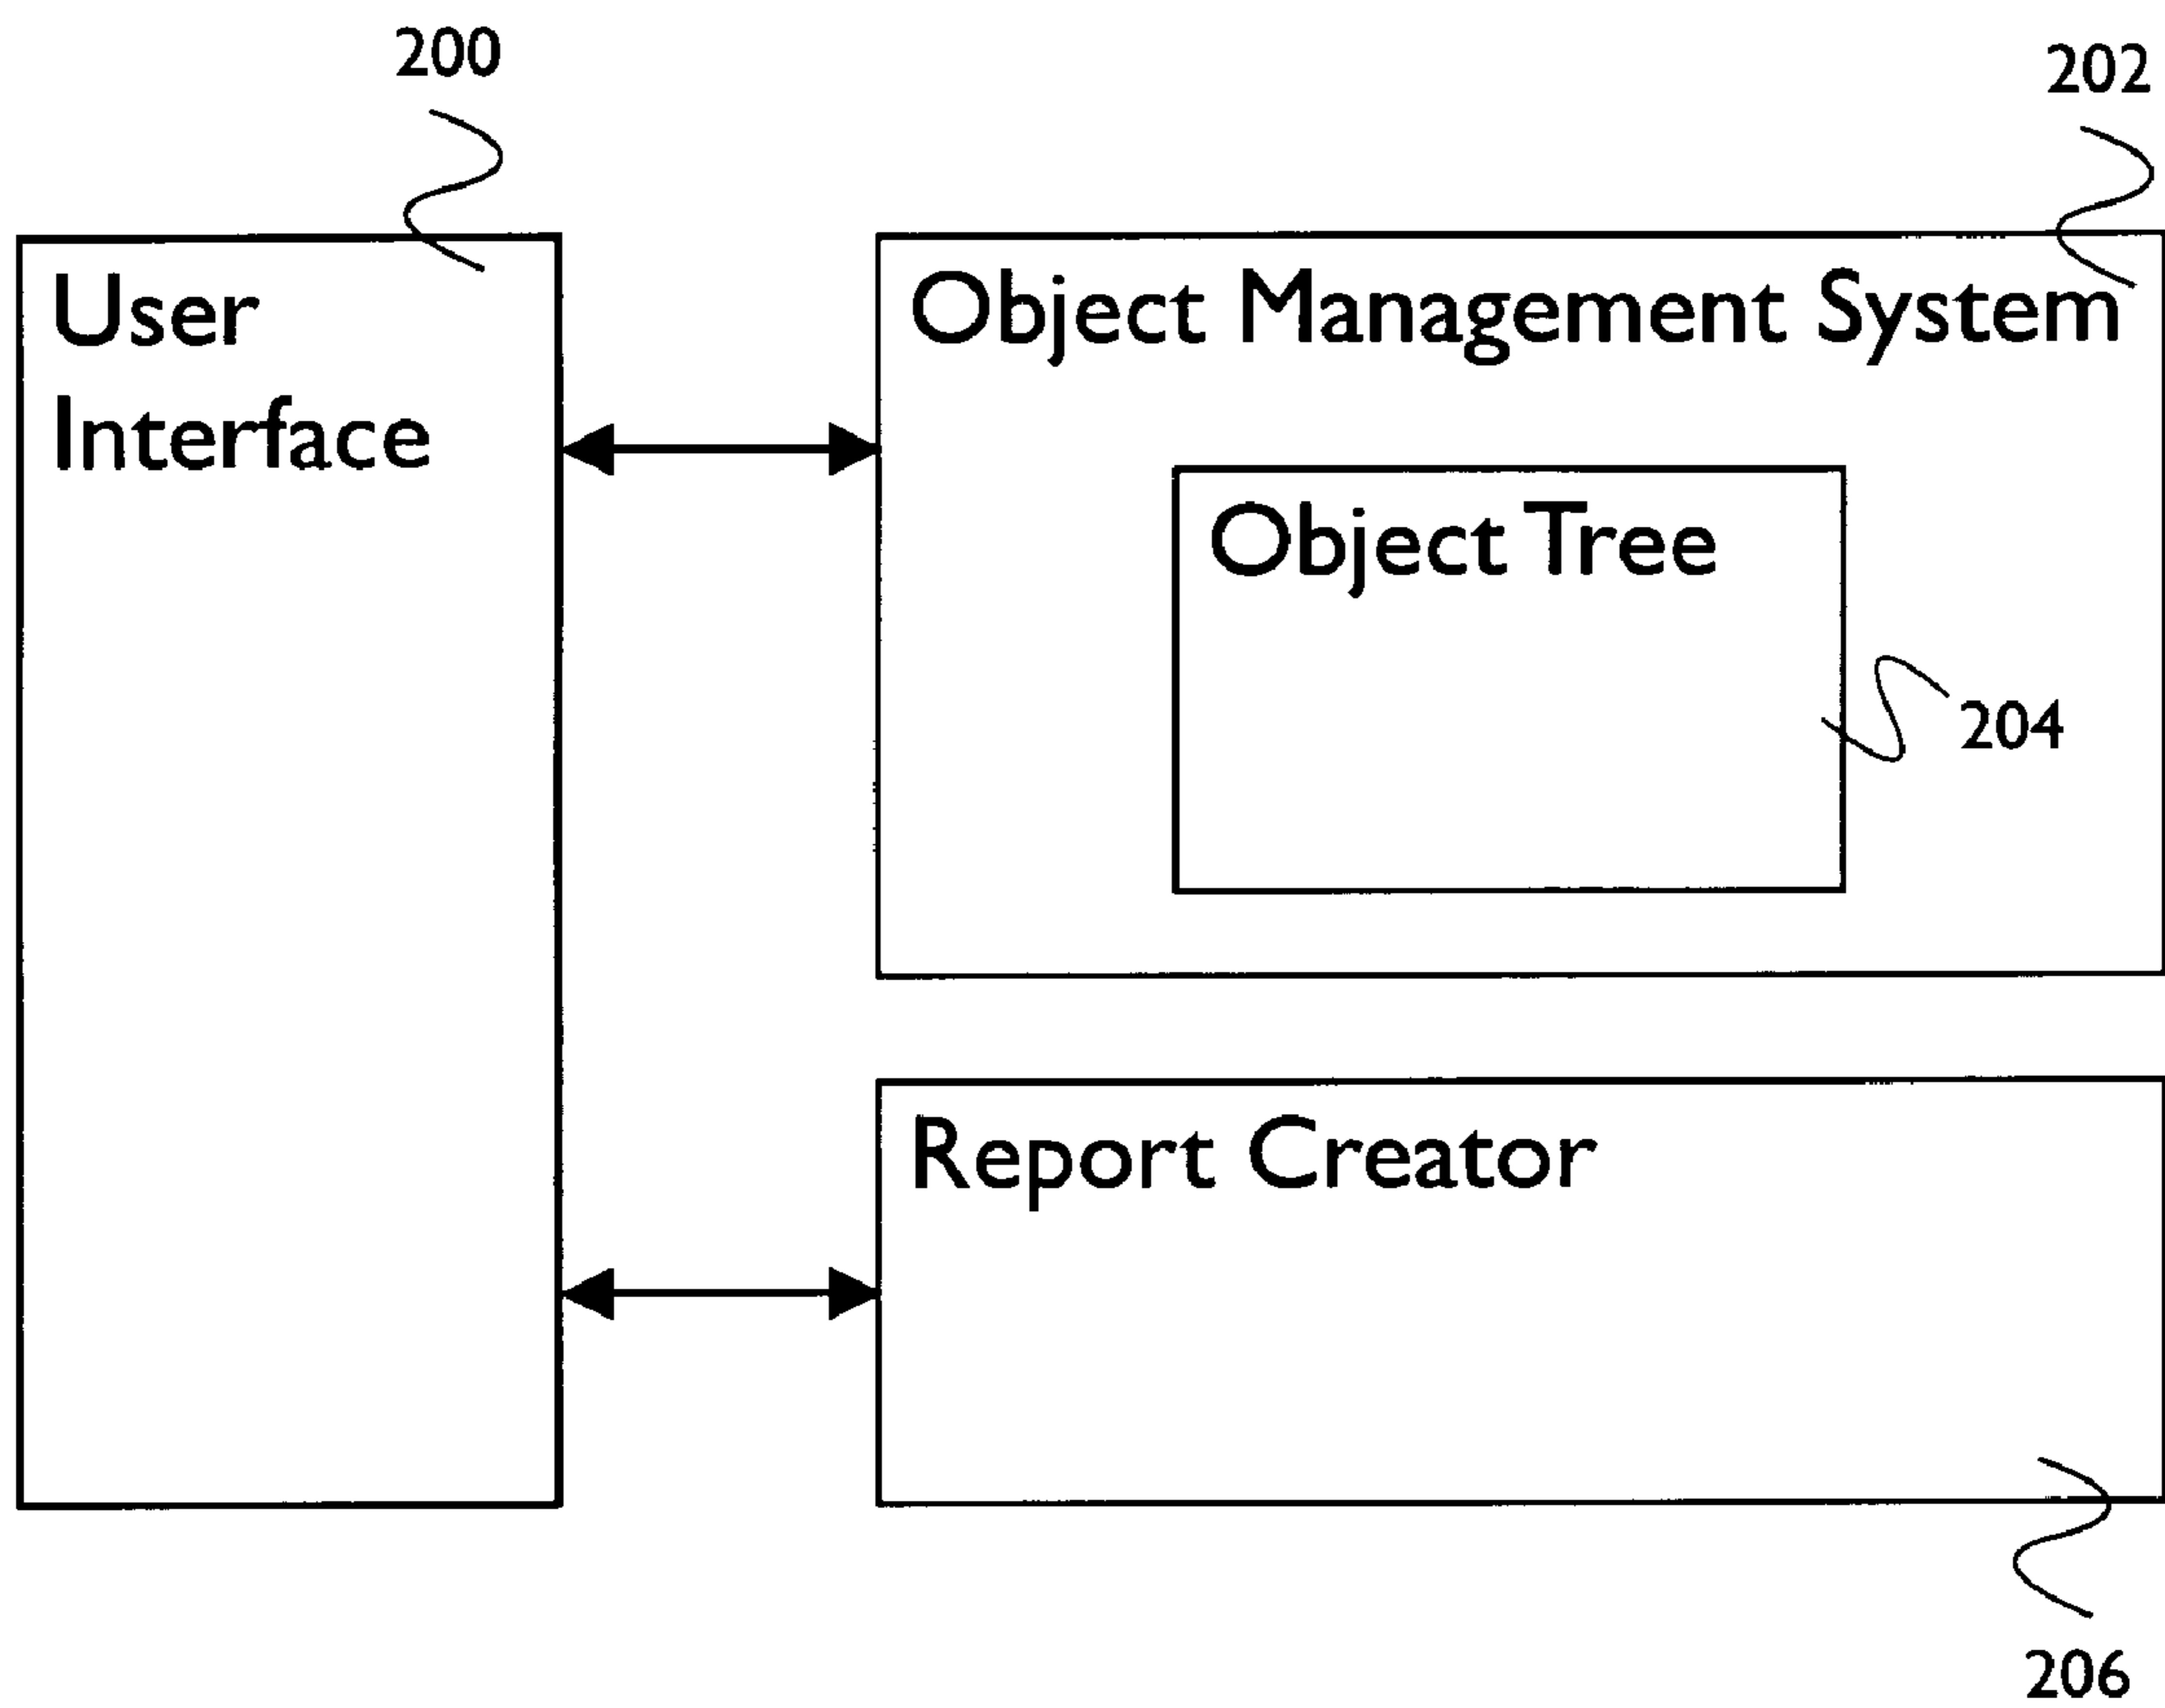 200
202
User
Interface
Object Management System
Object Tree
204
Report Creator
206